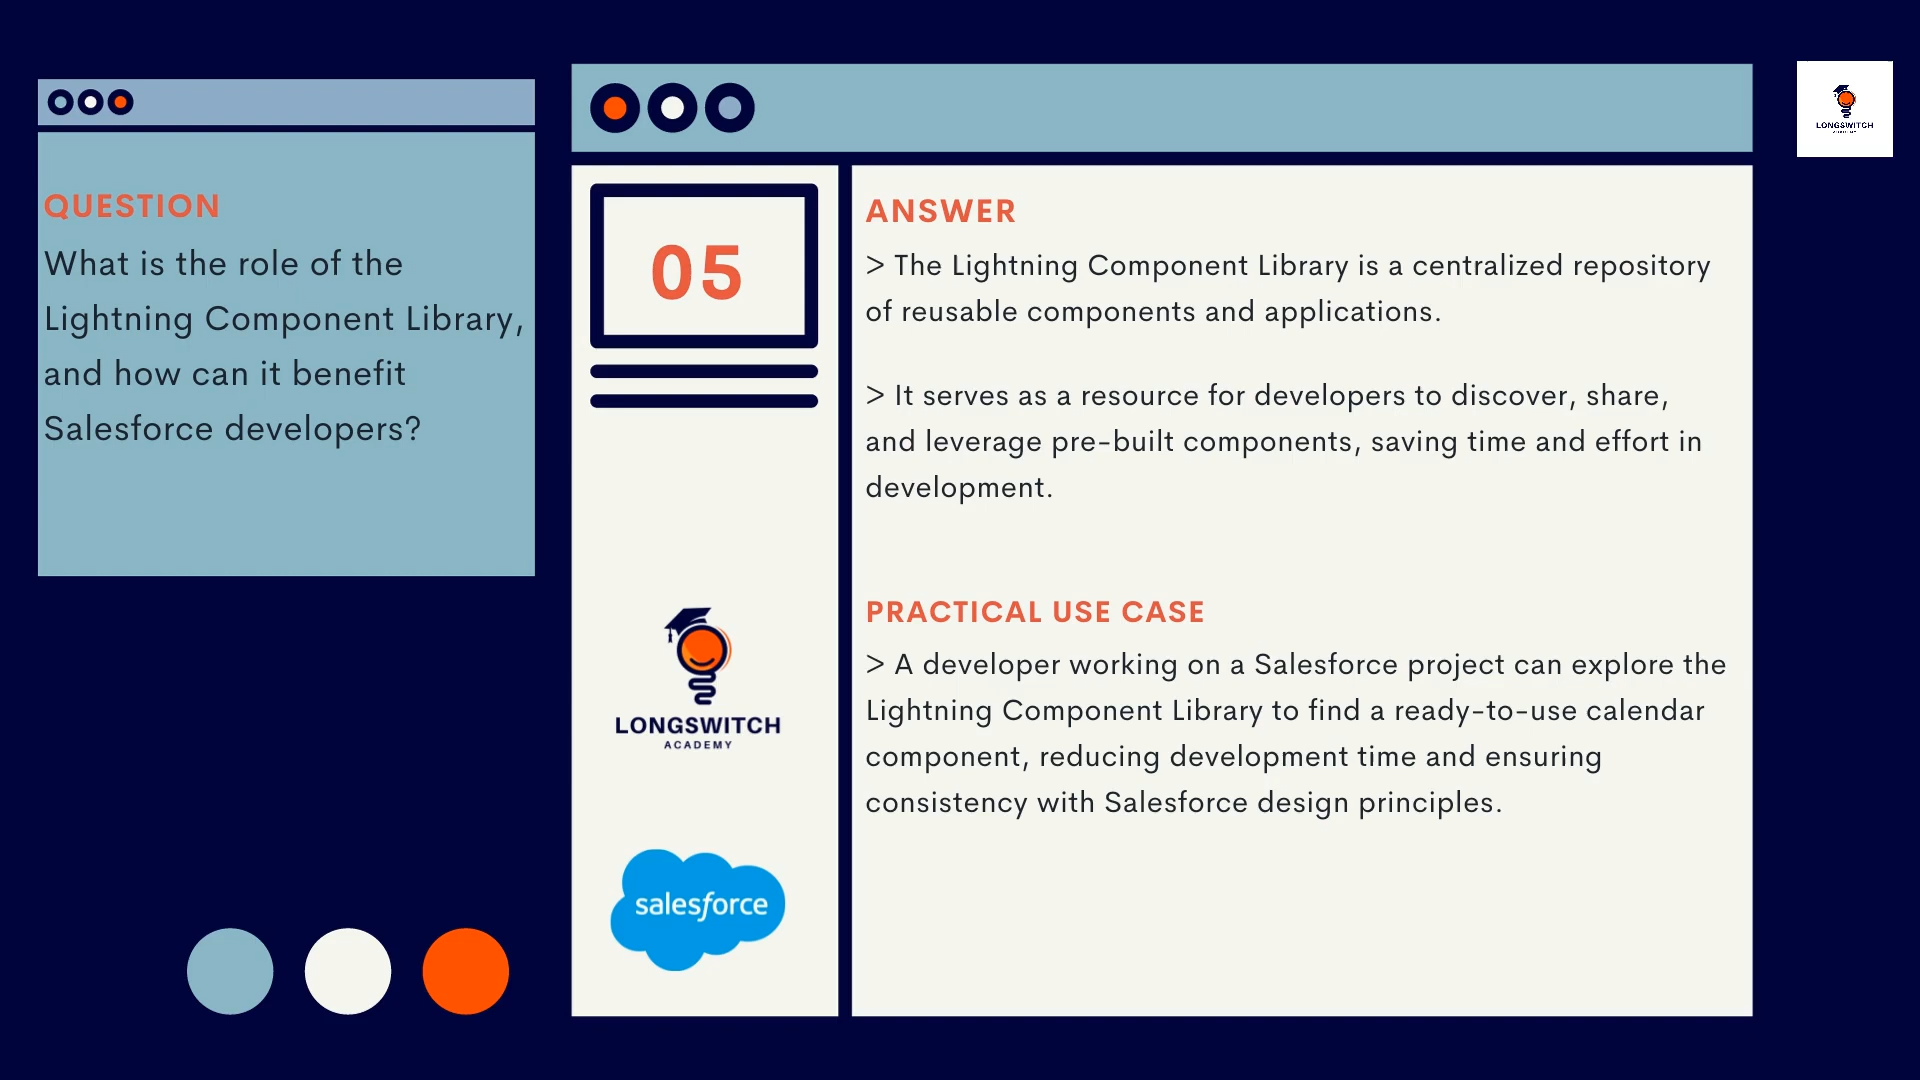 QUESTION
What is the role of the
Lightning Component Library,
and how can it benefit
Salesforce developers?
05
LONGSWITCH
ACADEMY
salesforce
ANSWER
> The Lightning Component Library is a centralized repository
of reusable components and applications.
> It serves as a resource for developers to discover, share,
and leverage pre-built components, saving time and effort in
development.
PRACTICAL USE CASE
> A developer working on a Salesforce project can explore the
Lightning Component Library to find a ready-to-use calendar
component, reducing development time and ensuring
consistency with Salesforce design principles.
LONGSWITCH
ACADEMY